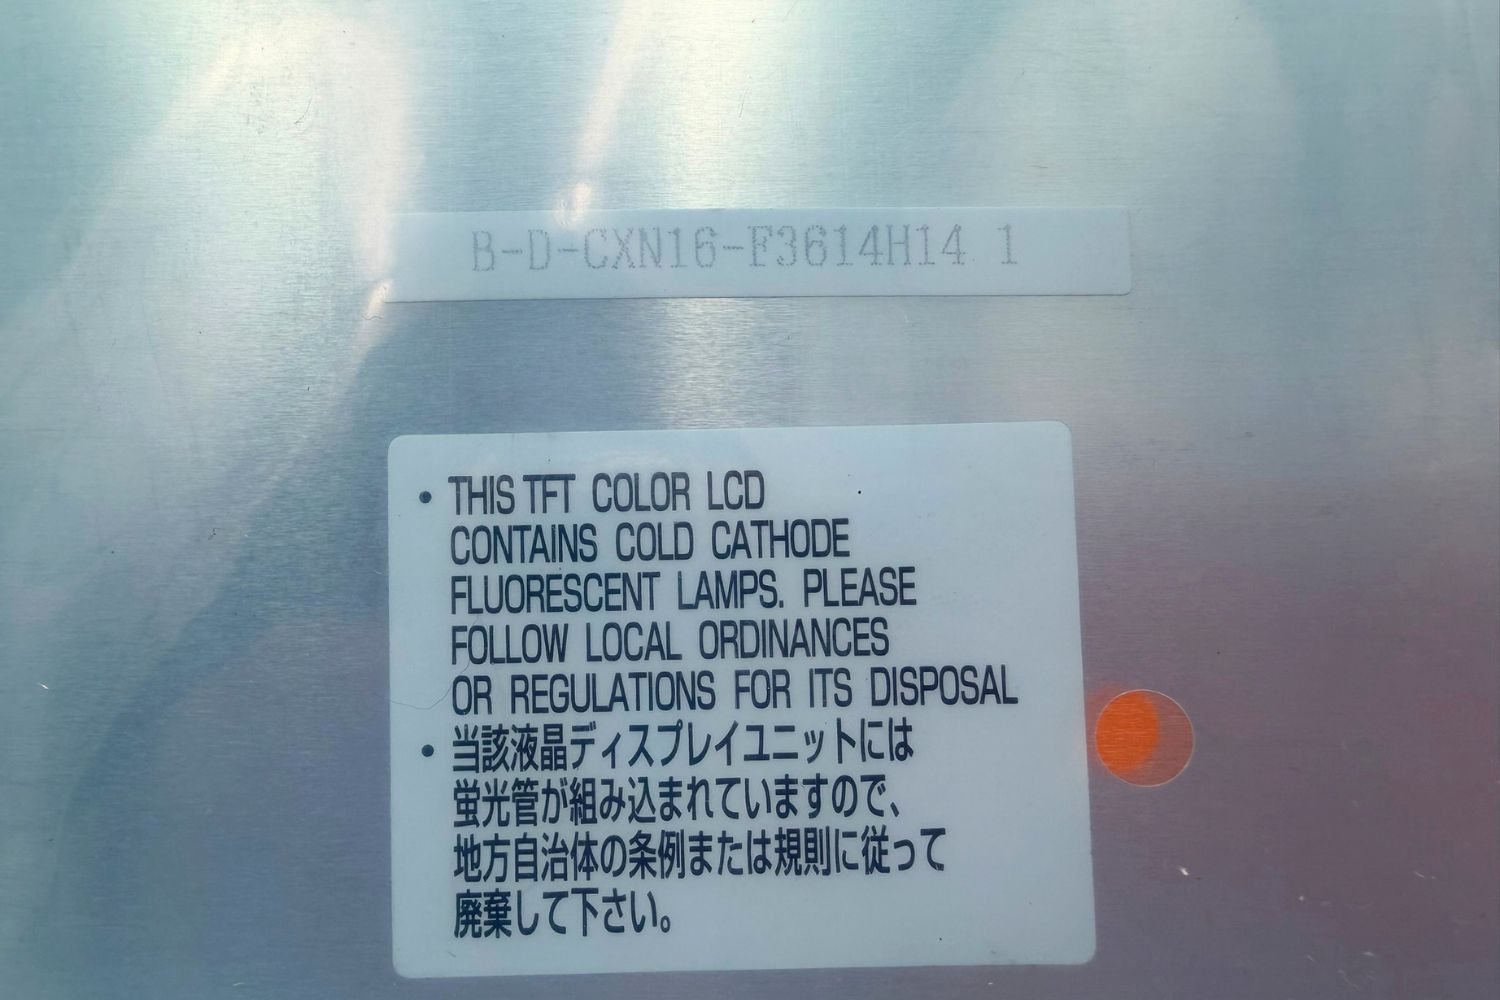 B-D-CXN16-F3614H14 1
• THIS TFT COLOR LCD
CONTAINS COLD CATHODE
FLUORESCENT LAMPS. PLEASE
FOLLOW LOCAL ORDINANCES
OR REGULATIONS FOR ITS DISPOSAL
• 当該液晶ディスプレイユニットには
蛍光管が組み込まれていますので、
地方自治体の条例または規則に従って
廃棄して下さい。